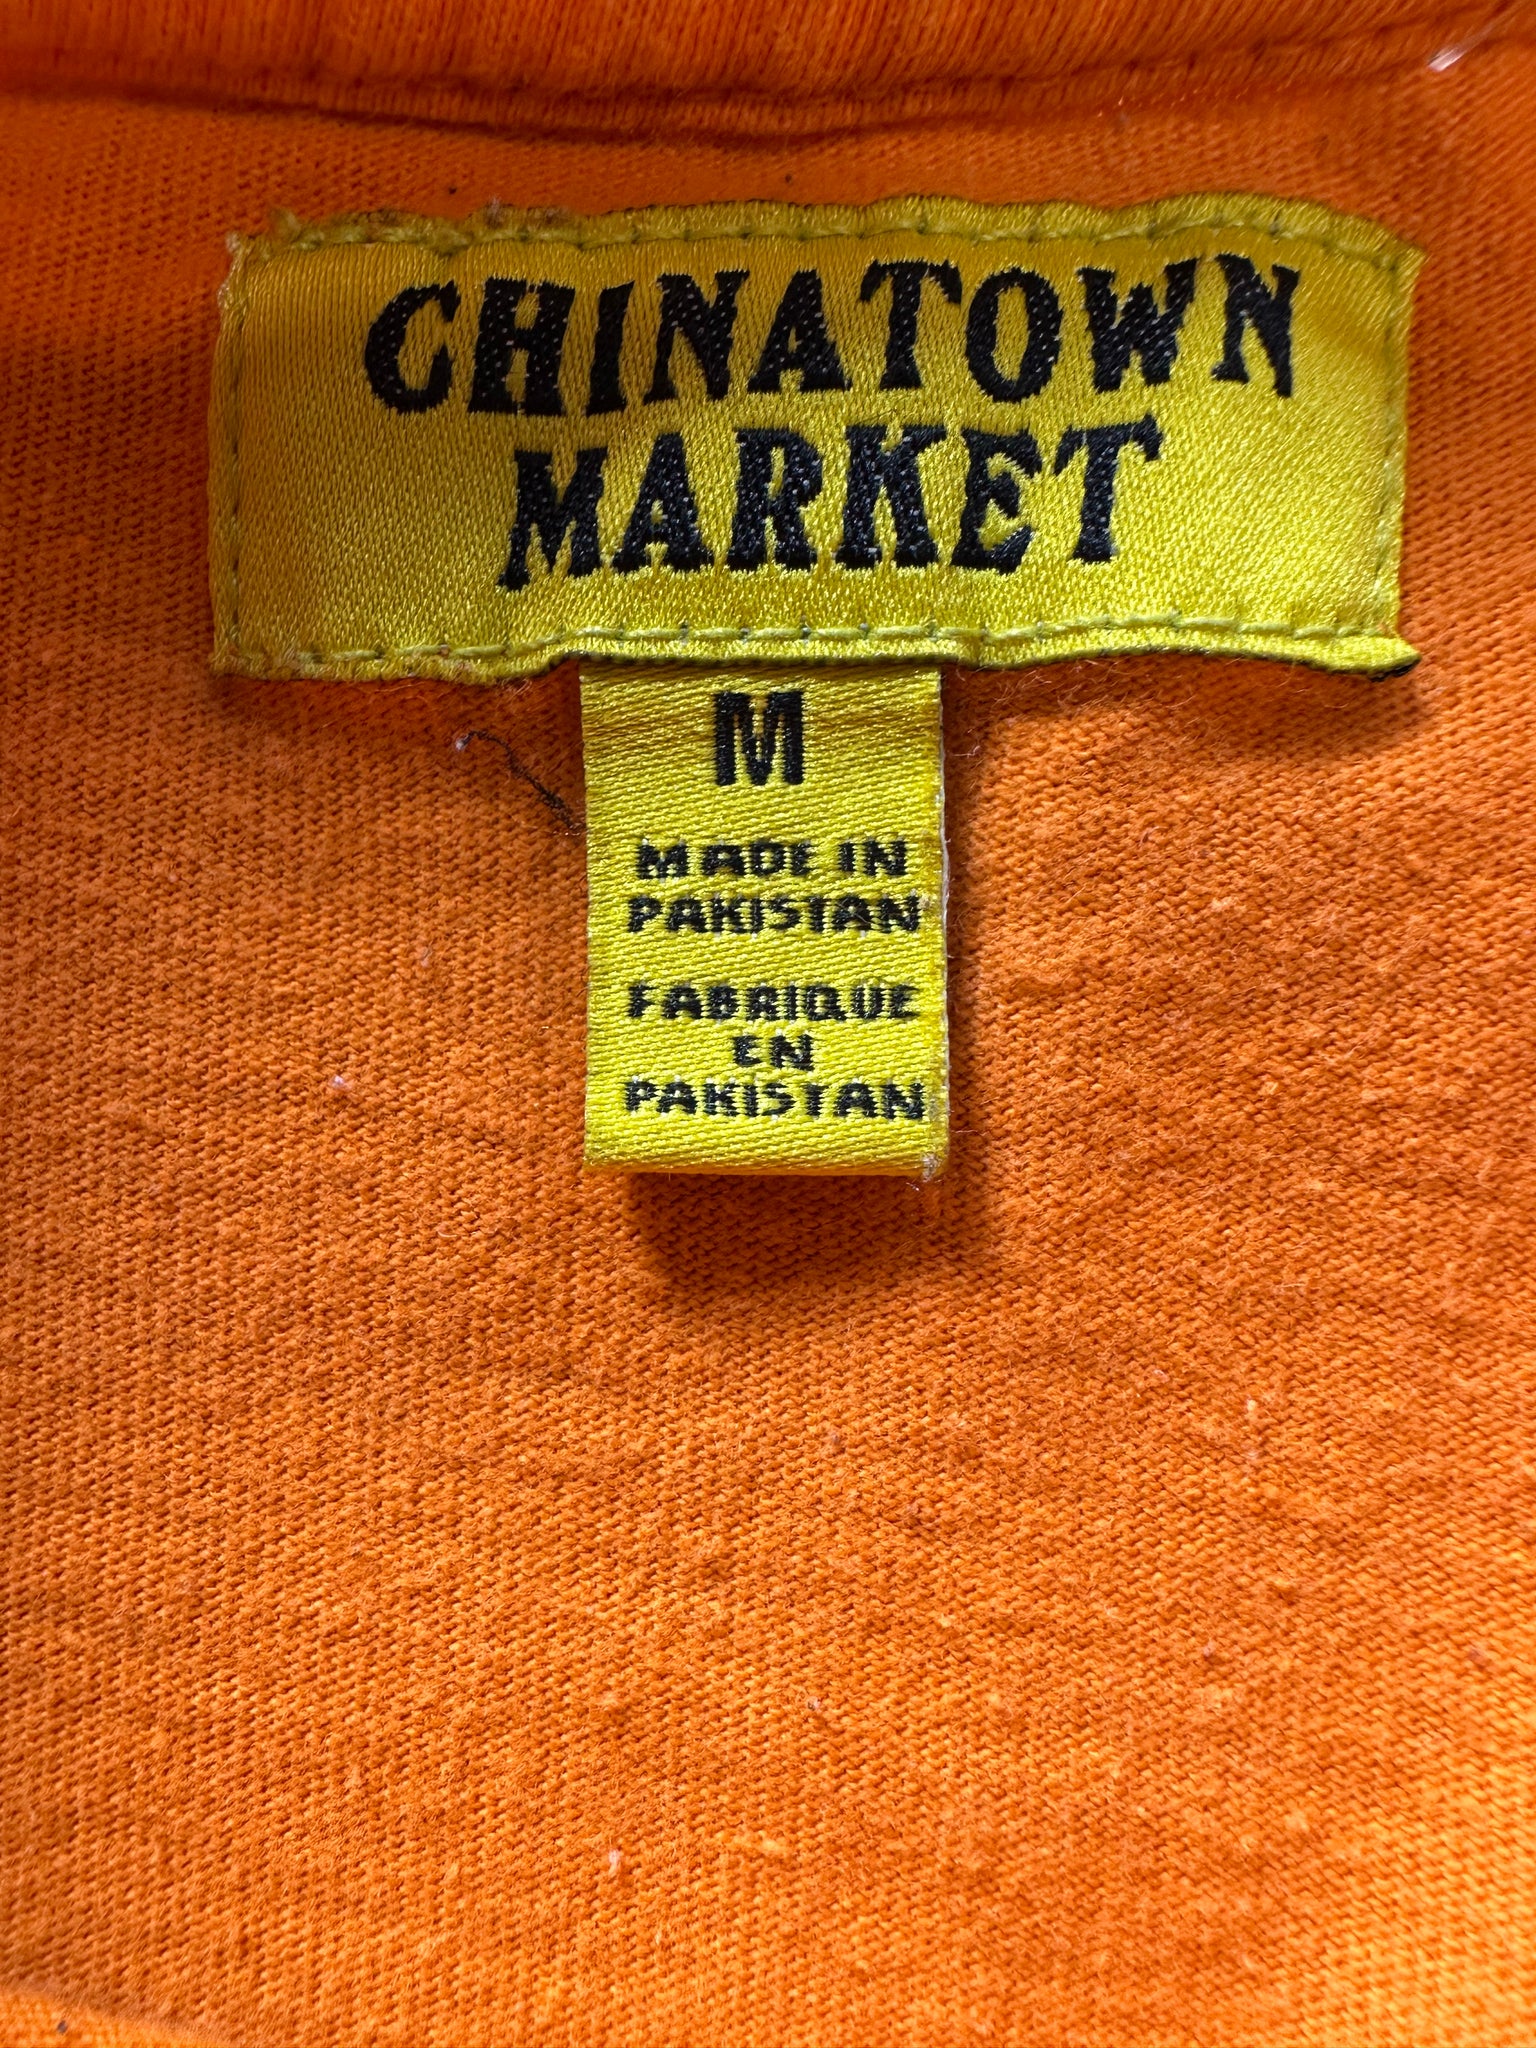 CHINATOWN
MARKET
M
MADE IN
PAKISTAN
FABRIQUE
EN
PAKISTAN